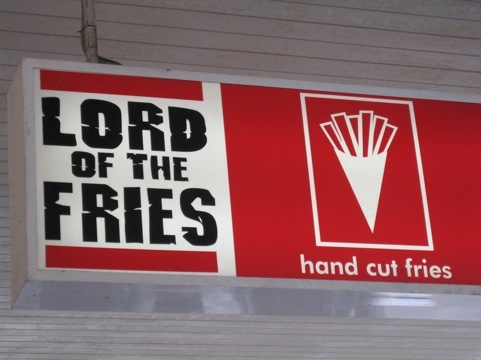 LORD
OF THE
FRIES
hand cut fries